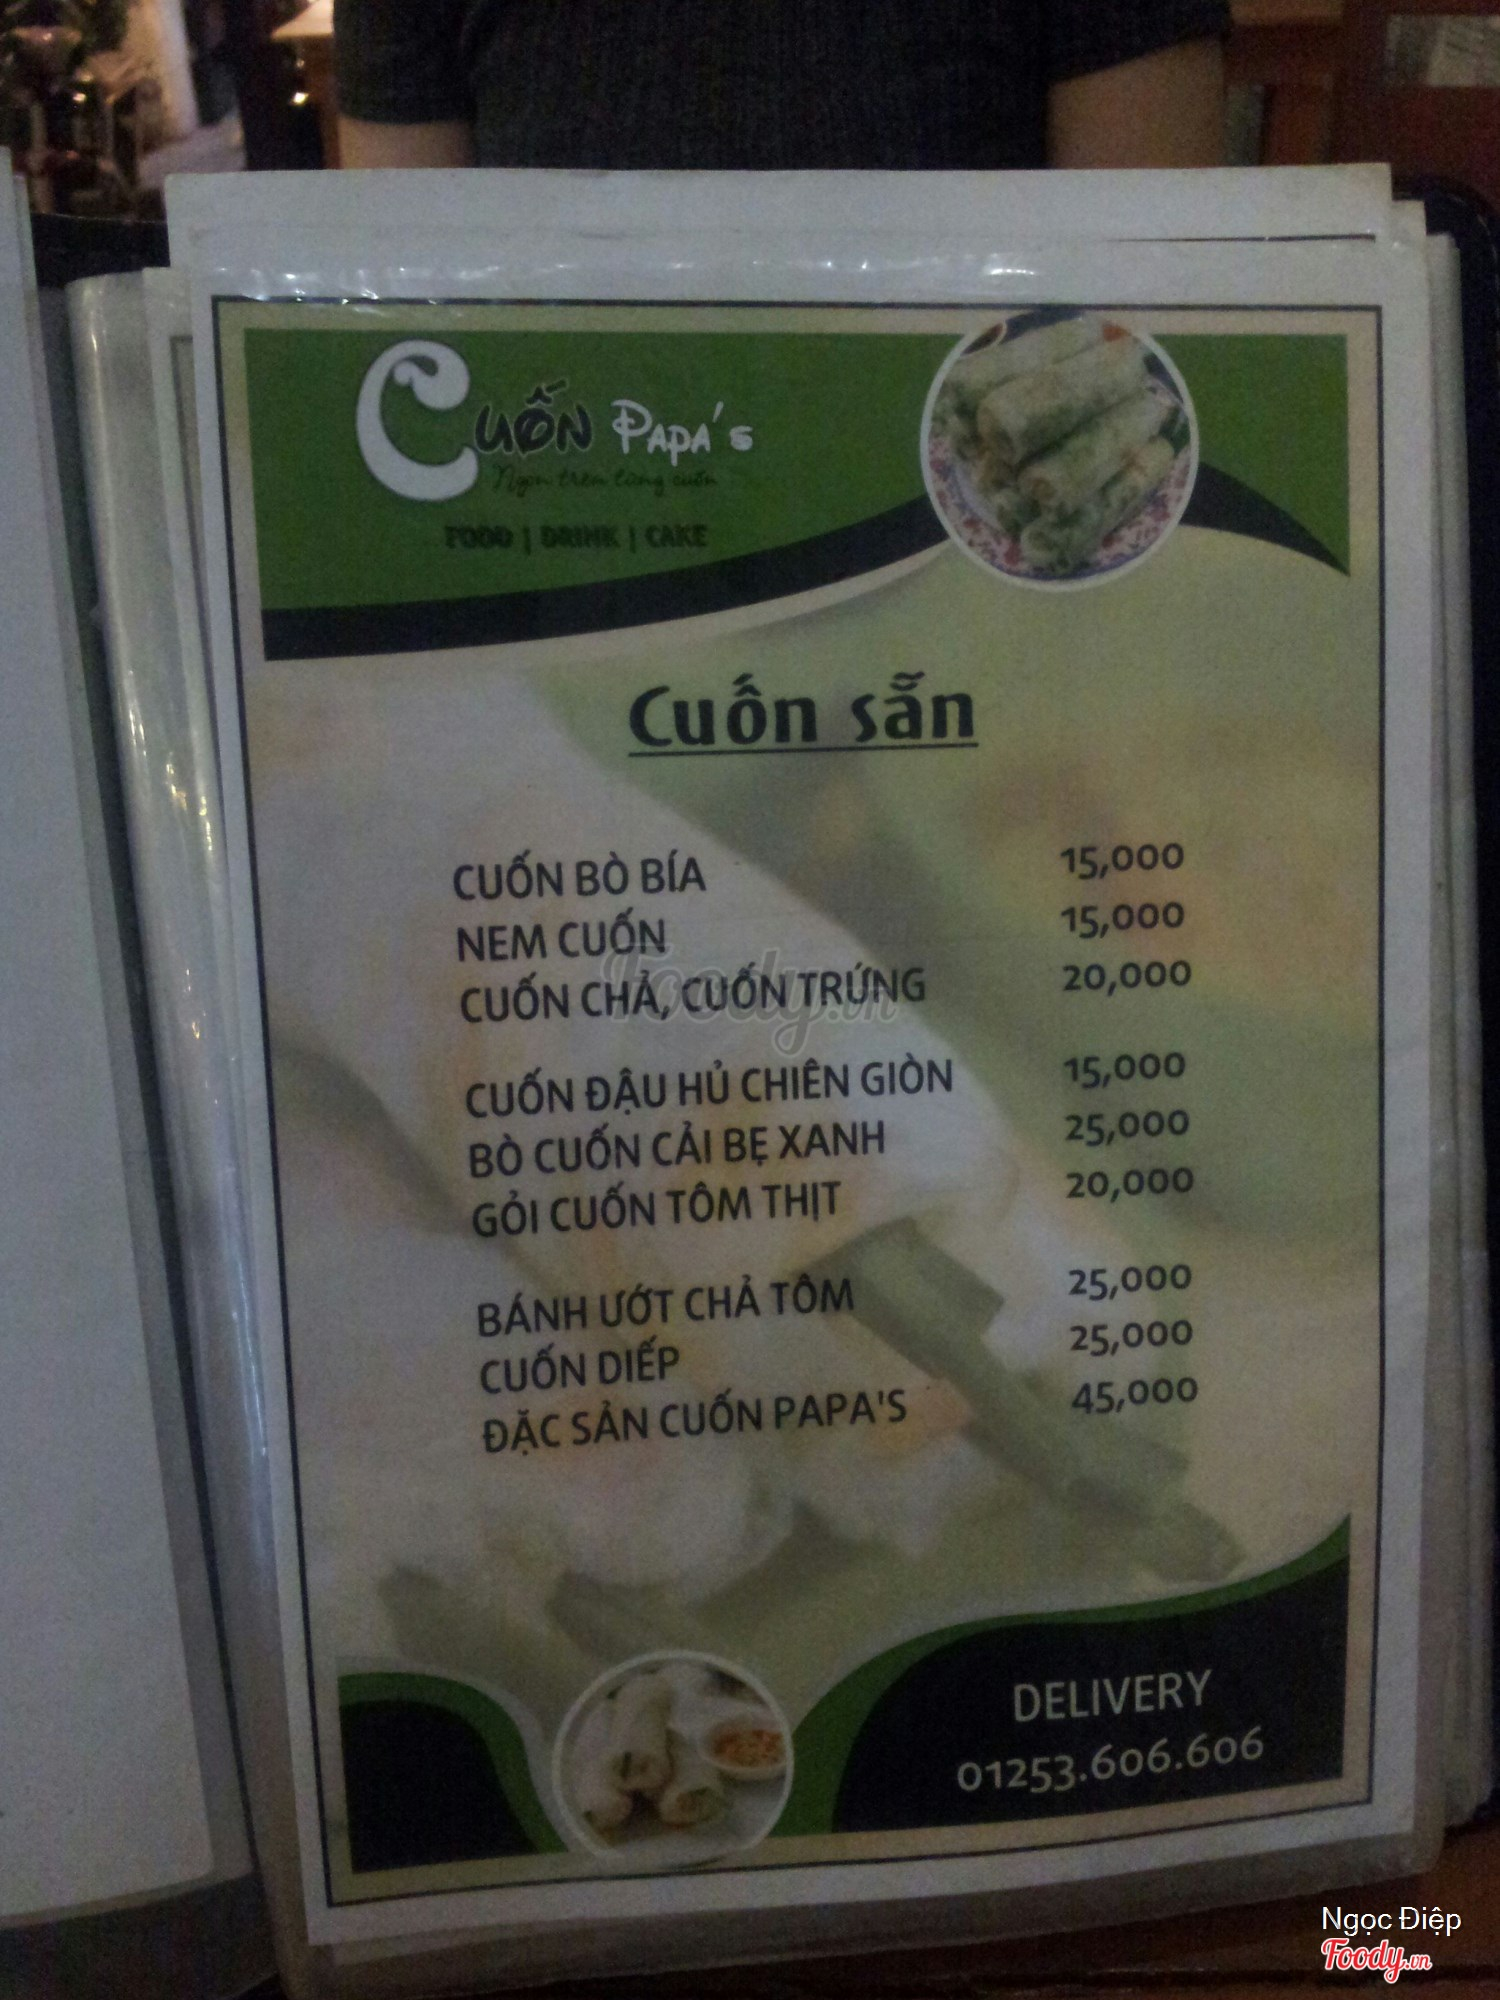 Cuốn Papa's
Ngon trên từng cuốn
FOOD | DRINK | CAKE
Cuốn sẵn
CUỐN BÒ BÍA 15,000
NEM CUỐN 15,000
CUỐN CHẢ, CUỐN TRỨNG 20,000
CUỐN ĐẬU HỦ CHIÊN GIÒN 15,000
BÒ CUỐN CẢI BẸ XANH 25,000
GỎI CUỐN TÔM THỊT 20,000
BÁNH ƯỚT CHẢ TÔM 25,000
CUỐN DIẾP 25,000
ĐẶC SẢN CUỐN PAPA'S 45,000
DELIVERY
01253.606.606
Foody.vn
Ngọc Điệp
Foody.vn